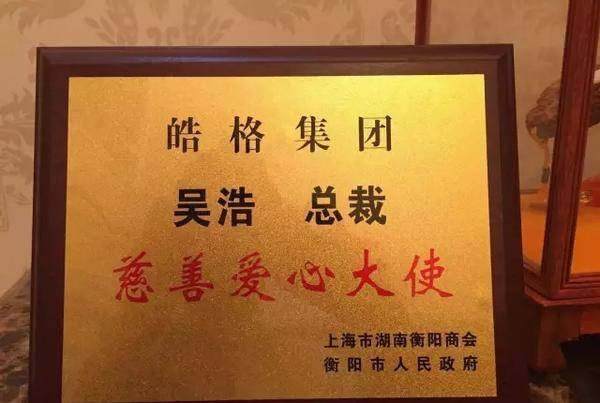 皓格集团
吴浩 总裁
慈善爱心大使
上海市湖南衡阳商会
衡阳市人民政府